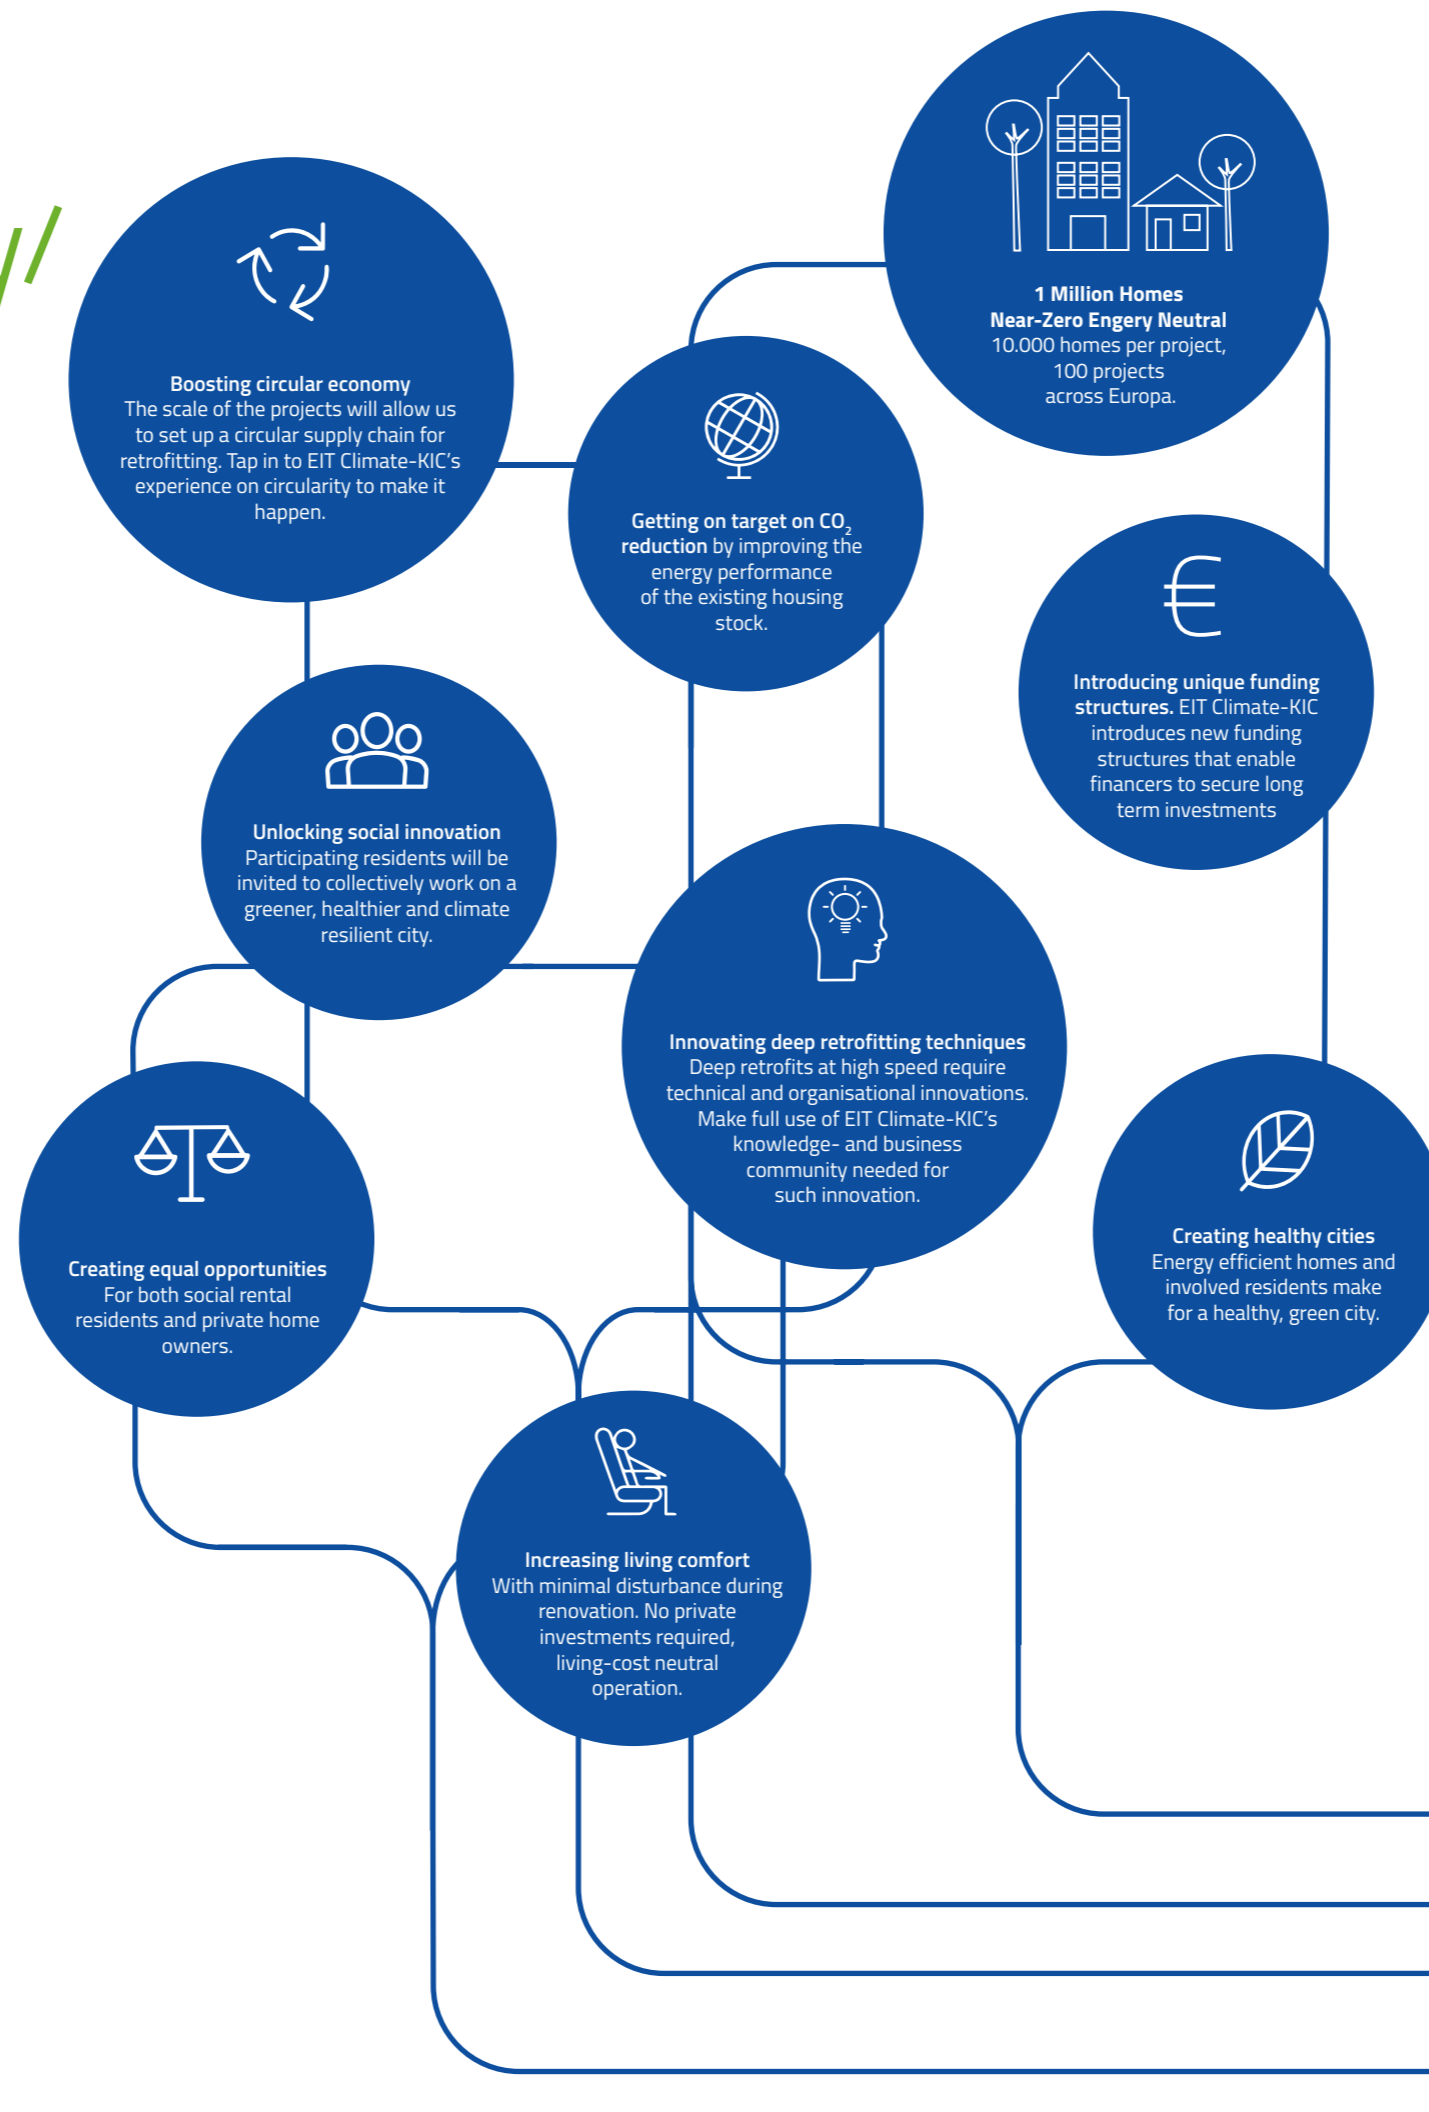 1 Million Homes
Near-Zero Engery Neutral
10.000 homes per project,
100 projects
across Europa.
Boosting circular economy
The scale of the projects will allow us
to set up a circular supply chain for
retrofitting. Tap in to EIT Climate-KIC's
experience on circularity to make it
happen.
Getting on target on CO₂
reduction by improving the
energy performance
of the existing housing
stock.
Introducing unique funding
structures. EIT Climate-KIC
introduces new funding
structures that enable
financers to secure long
term investments
Unlocking social innovation
Participating residents will be
invited to collectively work on a
greener, healthier and climate
resilient city.
Innovating deep retrofitting techniques
Deep retrofits at high speed require
technical and organisational innovations.
Make full use of EIT Climate-KIC's
knowledge- and business
community needed for
such innovation.
Creating equal opportunities
For both social rental
residents and private home
owners.
Creating healthy cities
Energy efficient homes and
involved residents make
for a healthy, green city.
Increasing living comfort
With minimal disturbance during
renovation. No private
investments required,
living-cost neutral
operation.